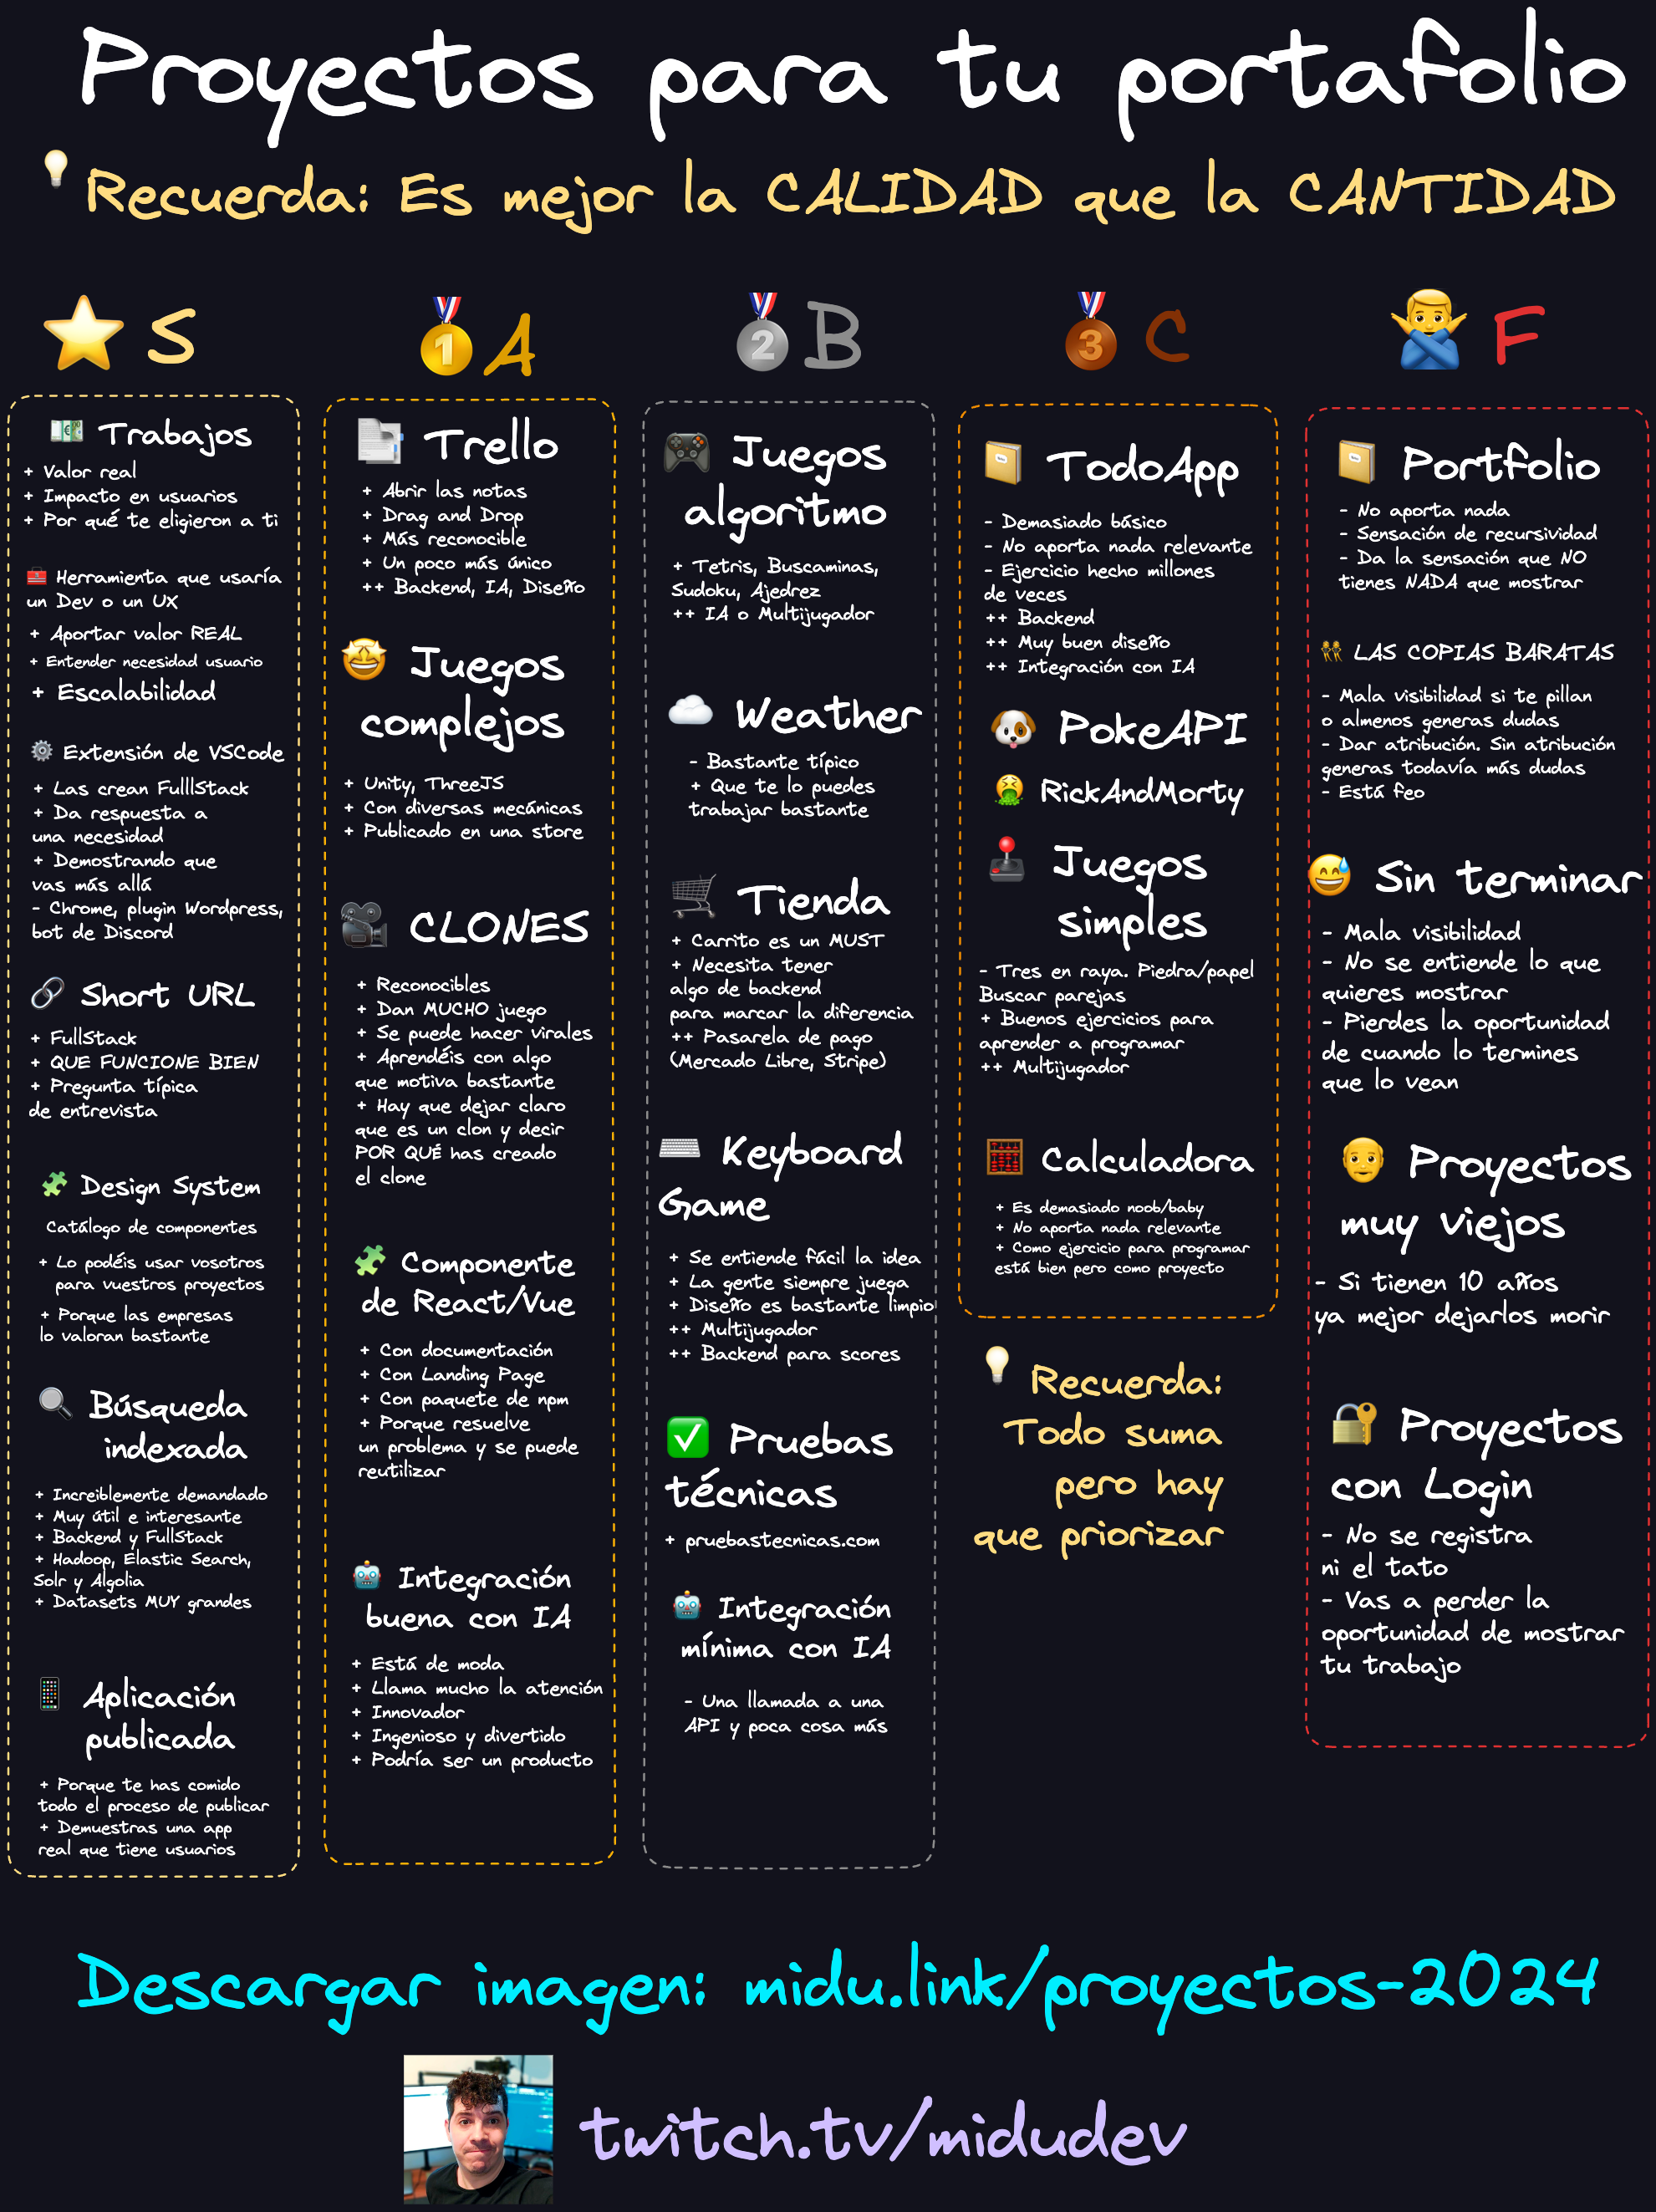 Proyectos para tu portafolio
Recuerda: Es mejor la CALIDAD que la CANTIDAD
S
Trabajos
+ Valor real
+ Impacto en usuarios
+ Por qué te eligieron a ti
Herramienta que usaría
un Dev o un UX
+ Aportar valor REAL
+ Entender necesidad usuario
+ Escalabilidad
Extensión de VSCode
+ Las crean FulllStack
+ Da respuesta a
una necesidad
+ Demostrando que
vas más allá
- Chrome, plugin Wordpress,
bot de Discord
Short URL
+ FullStack
+ QUE FUNCIONE BIEN
+ Pregunta típica
de entrevista
Design System
Catálogo de componentes
+ Lo podéis usar vosotros
para vuestros proyectos
+ Porque las empresas
lo valoran bastante
Búsqueda
indexada
+ Increiblemente demandado
+ Muy útil e interesante
+ Backend y FullStack
+ Hadoop, Elastic Search,
Solr y Algolia
+ Datasets MUY grandes
Aplicación
publicada
+ Porque te has comido
todo el proceso de publicar
+ Demuestras una app
real que tiene usuarios
1 A
Trello
+ Abrir las notas
+ Drag and Drop
+ Más reconocible
+ Un poco más único
++ Backend, IA, Diseño
Juegos
complejos
+ Unity, ThreeJS
+ Con diversas mecánicas
+ Publicado en una store
CLONES
+ Reconocibles
+ Dan MUCHO juego
+ Se puede hacer virales
+ Aprendéis con algo
que motiva bastante
+ Hay que dejar claro
que es un clon y decir
POR QUÉ has creado
el clone
Componente
de React/Vue
+ Con documentación
+ Con Landing Page
+ Con paquete de npm
+ Porque resuelve
un problema y se puede
reutilizar
Integración
buena con IA
+ Está de moda
+ Llama mucho la atención
+ Innovador
+ Ingenioso y divertido
+ Podría ser un producto
2 B
Juegos
algoritmo
+ Tetris, Buscaminas,
Sudoku, Ajedrez
++ IA o Multijugador
Weather
- Bastante típico
+ Que te lo puedes
trabajar bastante
Tienda
+ Carrito es un MUST
+ Necesita tener
algo de backend
para marcar la diferencia
++ Pasarela de pago
(Mercado Libre, Stripe)
Keyboard
Game
+ Se entiende fácil la idea
+ La gente siempre juega
+ Diseño es bastante limpio
++ Multijugador
++ Backend para scores
Pruebas
técnicas
+ pruebastecnicas.com
Integración
mínima con IA
- Una llamada a una
API y poca cosa más
3 C
TodoApp
- Demasiado básico
- No aporta nada relevante
- Ejercicio hecho millones
de veces
++ Backend
++ Muy buen diseño
++ Integración con IA
PokeAPI
RickAndMorty
Juegos
simples
- Tres en raya. Piedra/papel
Buscar parejas
+ Buenos ejercicios para
aprender a programar
++ Multijugador
Calculadora
+ Es demasiado noob/baby
+ No aporta nada relevante
+ Como ejercicio para programar
está bien pero como proyecto
Recuerda:
Todo suma
pero hay
que priorizar
F
Portfolio
- No aporta nada
- Sensación de recursividad
- Da la sensación que NO
tienes NADA que mostrar
LAS COPIAS BARATAS
- Mala visibilidad si te pillan
o almenos generas dudas
- Dar atribución. Sin atribución
generas todavía más dudas
- Está feo
Sin terminar
- Mala visibilidad
- No se entiende lo que
quieres mostrar
- Pierdes la oportunidad
de cuando lo termines
que lo vean
Proyectos
muy viejos
- Si tienen 10 años
ya mejor dejarlos morir
Proyectos
con Login
- No se registra
ni el tato
- Vas a perder la
oportunidad de mostrar
tu trabajo
Descargar imagen: midu.link/proyectos-2024
twitch.tv/midudev